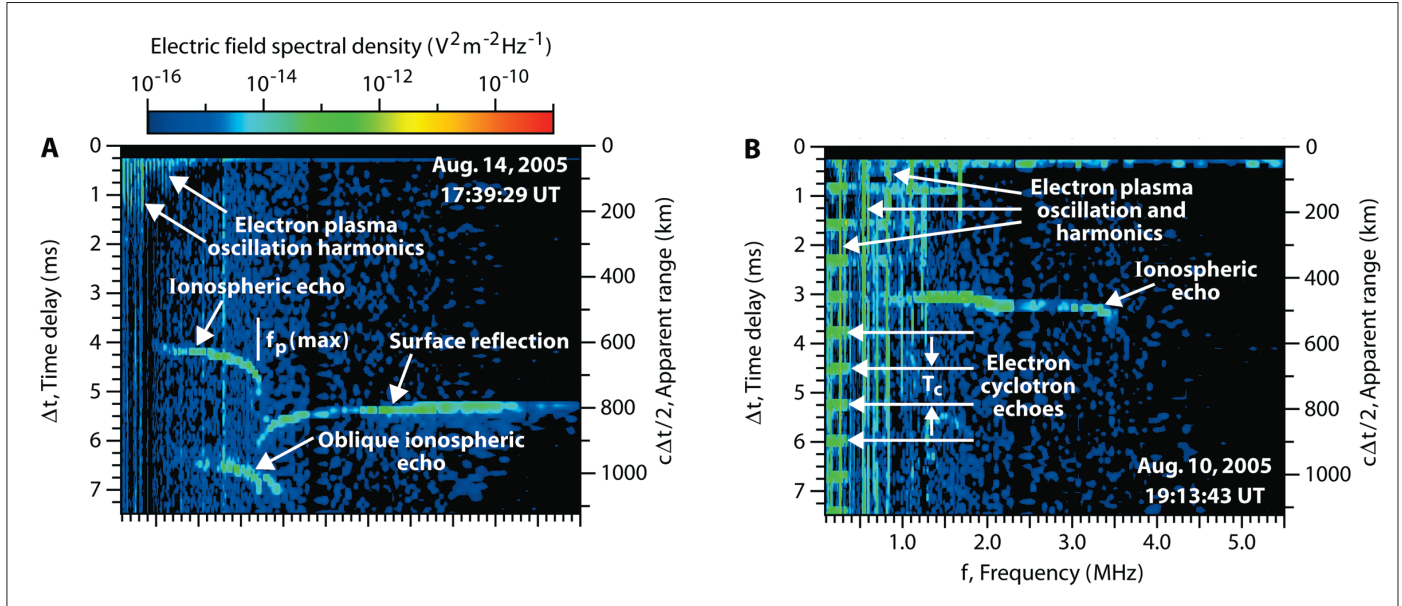 Electric field spectral density (V²m⁻²Hz⁻¹)
10⁻¹⁶ 10⁻¹⁴ 10⁻¹² 10⁻¹⁰
A
0
1
2
3
4
5
6
7
Δt, Time delay (ms)
Aug. 14, 2005
17:39:29 UT
Electron plasma
oscillation harmonics
Ionospheric echo
fₚ(max)
Surface reflection
Oblique ionospheric
echo
0
200
400
600
800
1000
cΔt/2, Apparent range (km)
B
0
1
2
3
4
5
6
7
Δt, Time delay (ms)
Electron plasma
oscillation and
harmonics
Ionospheric
echo
Electron
cyclotron
echoes
T_c
Aug. 10, 2005
19:13:43 UT
0
200
400
600
800
1000
cΔt/2, Apparent range (km)
1.0 2.0 3.0 4.0 5.0
f, Frequency (MHz)